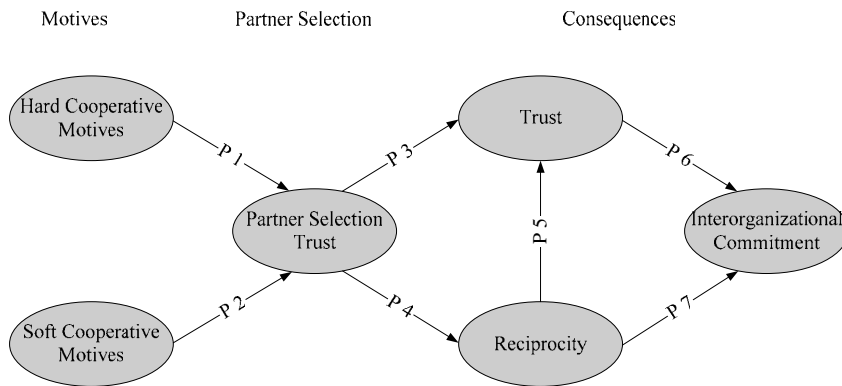 Motives
Partner Selection
Consequences
Hard Cooperative
Motives
Trust
P 1
P 3
P 6
Partner Selection
Trust
Interorganizational
Commitment
P 5
P 2
P 4
P 7
Soft Cooperative
Motives
Reciprocity